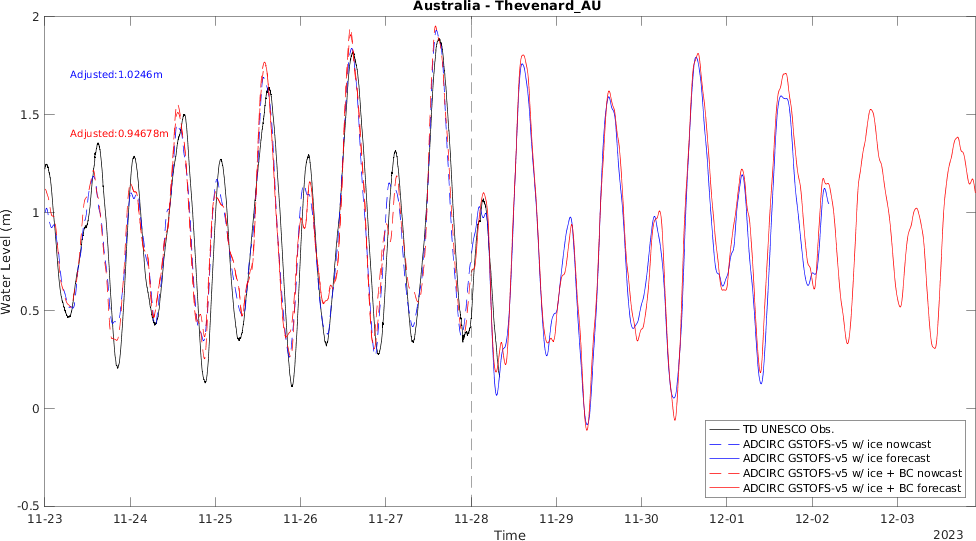 Australia - Thevenard_AU
2
1.5
1
0.5
0
-0.5
Water Level (m)
Adjusted:1.0246m
Adjusted:0.94678m
TD UNESCO Obs.
ADCIRC GSTOFS-v5 w/ ice nowcast
ADCIRC GSTOFS-v5 w/ ice forecast
ADCIRC GSTOFS-v5 w/ ice + BC nowcast
ADCIRC GSTOFS-v5 w/ ice + BC forecast
11-23 11-24 11-25 11-26 11-27 11-28 11-29 11-30 12-01 12-02 12-03
Time
2023